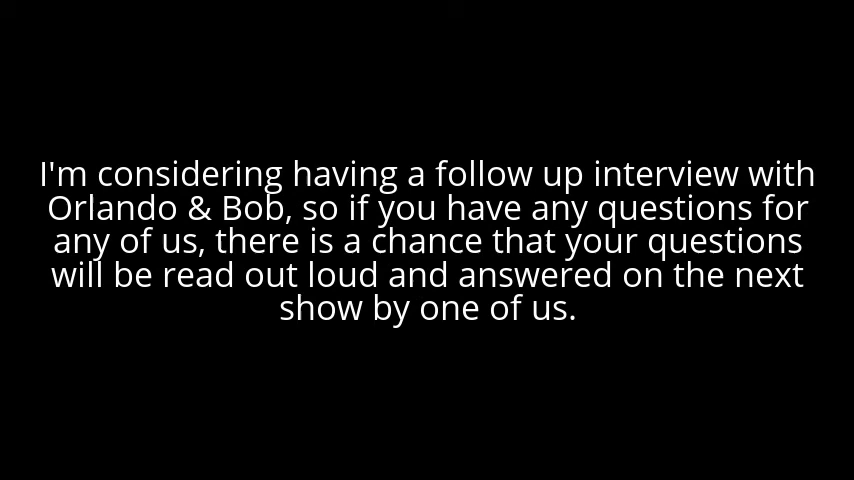 I'm considering having a follow up interview with
Orlando & Bob, so if you have any questions for
any of us, there is a chance that your questions
will be read out loud and answered on the next
show by one of us.